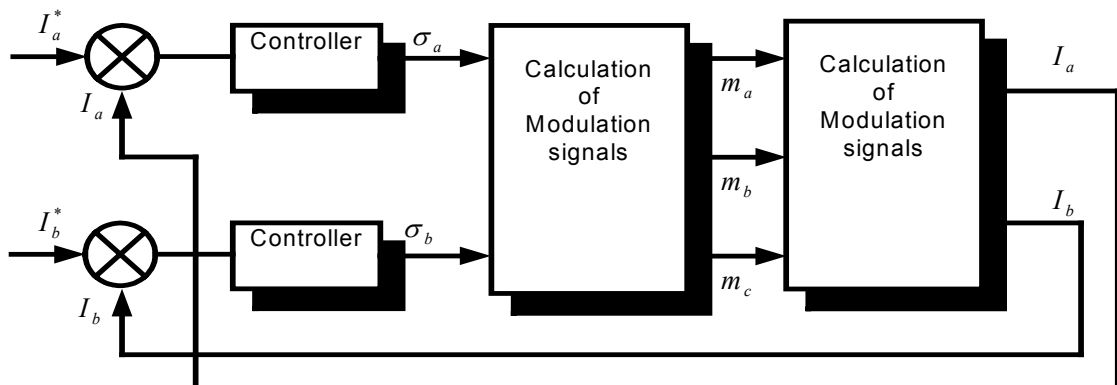 I*a
Controller
σa
Calculation
of
Modulation
signals
ma
Calculation
of
Modulation
signals
Ia
Ia
mb
I*b
Controller
σb
Ib
mc
Ib